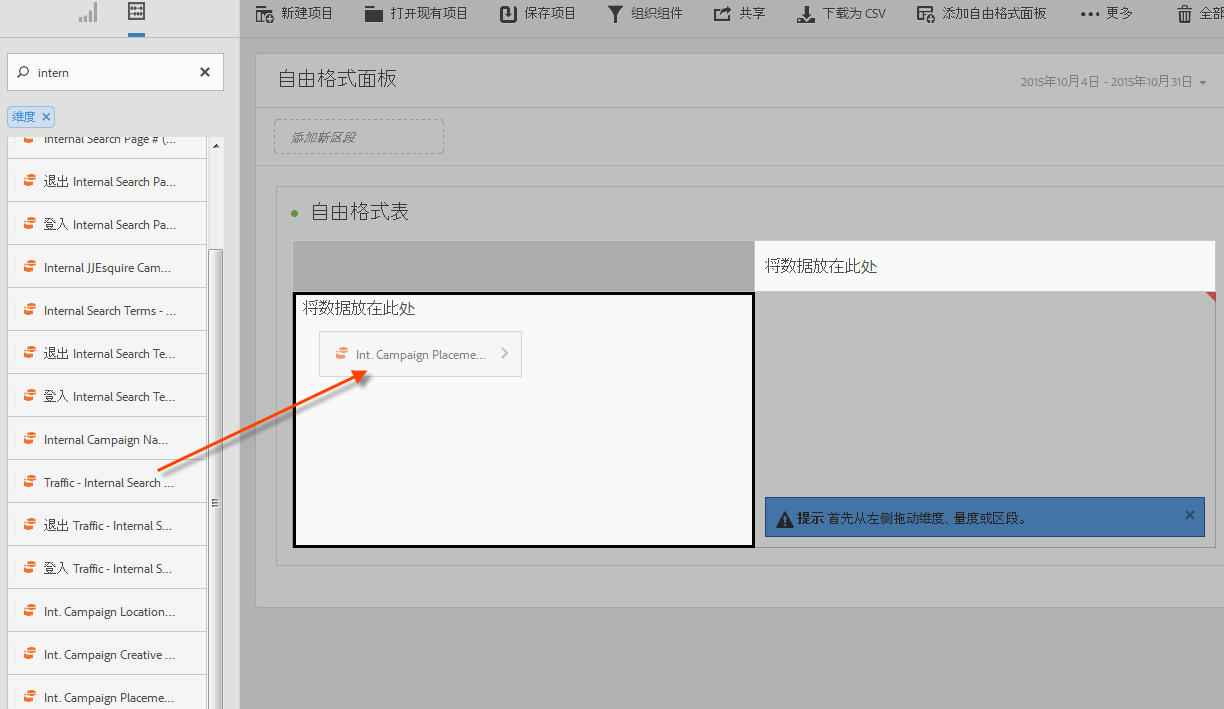 新建项目
打开现有项目
保存项目
组织组件
共享
下载为 CSV
添加自由格式面板
更多
全部
intern
维度
Internal Search Page # (...
退出 Internal Search Pa...
登入 Internal Search Pa...
Internal JJEsquire Cam...
Internal Search Terms - ...
退出 Internal Search Te...
登入 Internal Search Te...
Internal Campaign Na...
Traffic - Internal Search ...
退出 Traffic - Internal S...
登入 Traffic - Internal S...
Int. Campaign Location...
Int. Campaign Creative ...
Int. Campaign Placeme...
自由格式面板
2015年10月4日 - 2015年10月31日
添加新区段
自由格式表
将数据放在此处
将数据放在此处
Int. Campaign Placeme...
提示 首先从左侧拖动维度、量度或区段。